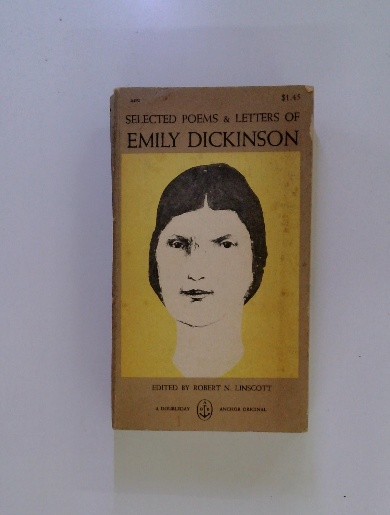 $1.45
SELECTED POEMS & LETTERS OF
EMILY DICKINSON
EDITED BY ROBERT N. LINSCOTT
A DOUBLEDAY ANCHOR ORIGINAL